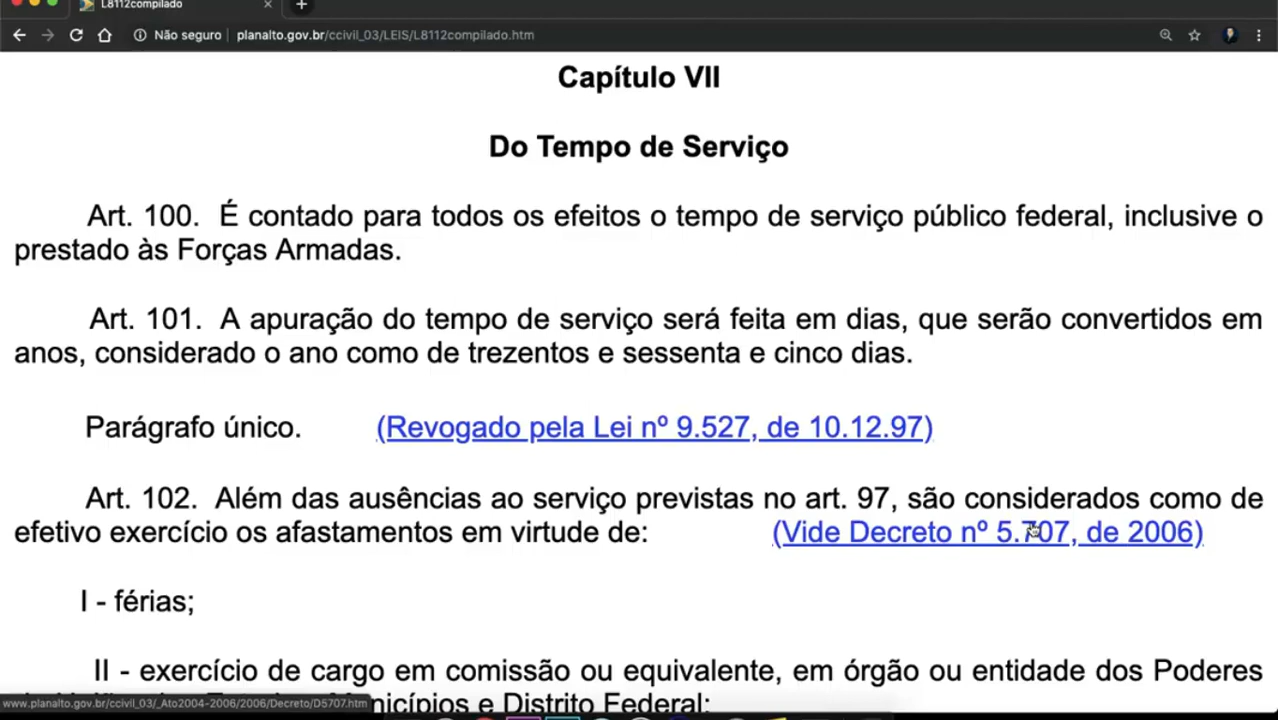 L8112compilado
Não seguro | planalto.gov.br/ccivil_03/LEIS/L8112compilado.htm
Capítulo VII
Do Tempo de Serviço
Art. 100. É contado para todos os efeitos o tempo de serviço público federal, inclusive o
prestado às Forças Armadas.
Art. 101. A apuração do tempo de serviço será feita em dias, que serão convertidos em
anos, considerado o ano como de trezentos e sessenta e cinco dias.
Parágrafo único. (Revogado pela Lei nº 9.527, de 10.12.97)
Art. 102. Além das ausências ao serviço previstas no art. 97, são considerados como de
efetivo exercício os afastamentos em virtude de: (Vide Decreto nº 5.707, de 2006)
I - férias;
II - exercício de cargo em comissão ou equivalente, em órgão ou entidade dos Poderes
Municípios e Distrito Federal;
www.planalto.gov.br/ccivil_03/_Ato2004-2006/2006/Decreto/D5707.htm